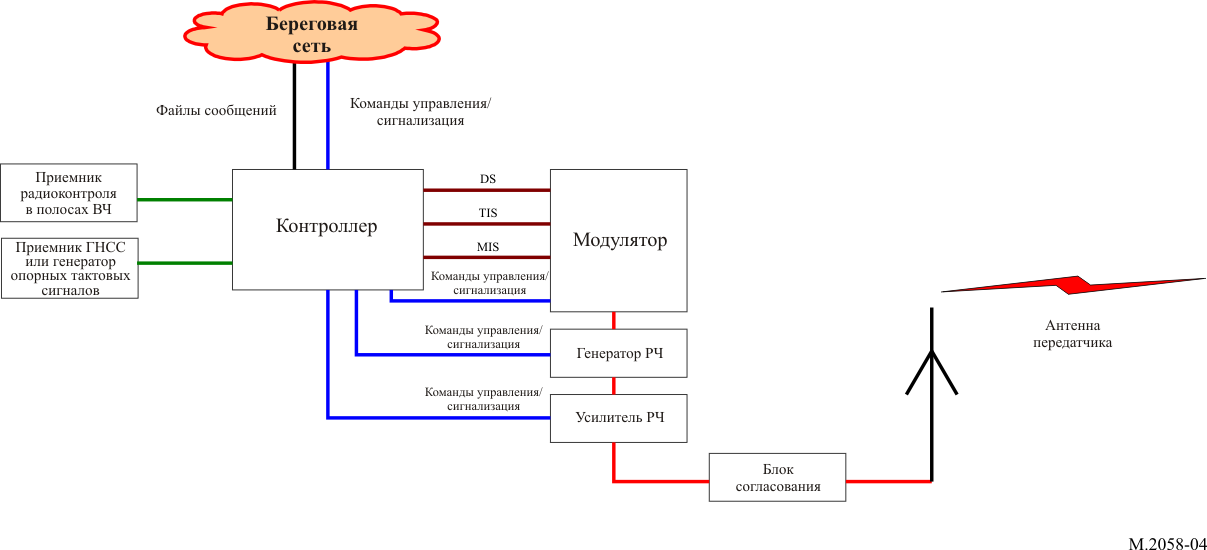 Береговая
сеть
Файлы сообщений
Команды управления/
сигнализация
Приемник
радиоконтроля
в полосах ВЧ
Приемник ГНСС
или генератор
опорных тактовых
сигналов
Контроллер
DS
TIS
MIS
Команды управления/
сигнализация
Модулятор
Команды управления/
сигнализация
Генератор РЧ
Команды управления/
сигнализация
Усилитель РЧ
Блок
согласования
Антенна
передатчика
M.2058-04